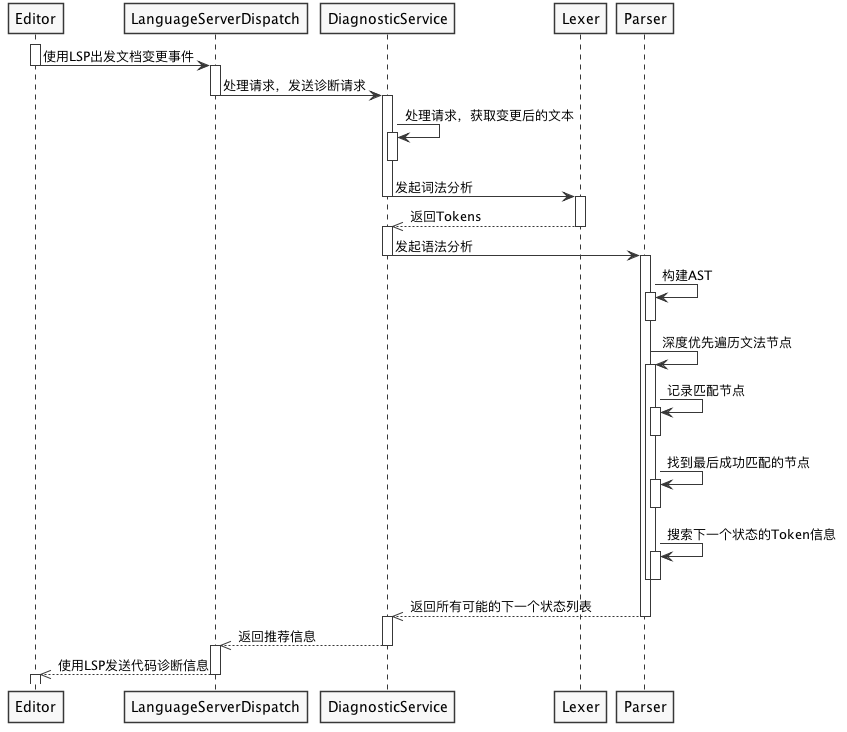 Editor
LanguageServerDispatch
DiagnosticService
Lexer
Parser
使用LSP出发文档变更事件
处理请求，发送诊断请求
处理请求，获取变更后的文本
发起词法分析
返回Tokens
发起语法分析
构建AST
深度优先遍历文法节点
记录匹配节点
找到最后成功匹配的节点
搜索下一个状态的Token信息
返回所有可能的下一个状态列表
返回推荐信息
使用LSP发送代码诊断信息
Editor
LanguageServerDispatch
DiagnosticService
Lexer
Parser